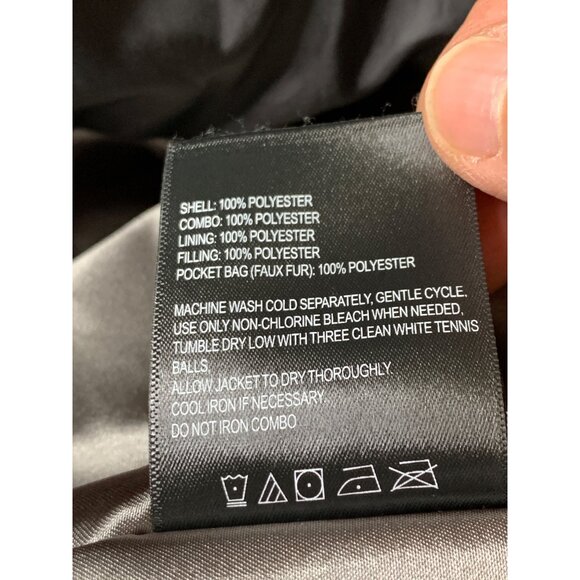 SHELL: 100% POLYESTER
COMBO: 100% POLYESTER
LINING: 100% POLYESTER
FILLING: 100% POLYESTER
POCKET BAG (FAUX FUR): 100% POLYESTER
MACHINE WASH COLD SEPARATELY, GENTLE CYCLE.
USE ONLY NON-CHLORINE BLEACH WHEN NEEDED,
TUMBLE DRY LOW WITH THREE CLEAN WHITE TENNIS
BALLS,
ALLOW JACKET TO DRY THOROUGHLY.
COOL IRON IF NECESSARY.
DO NOT IRON COMBO